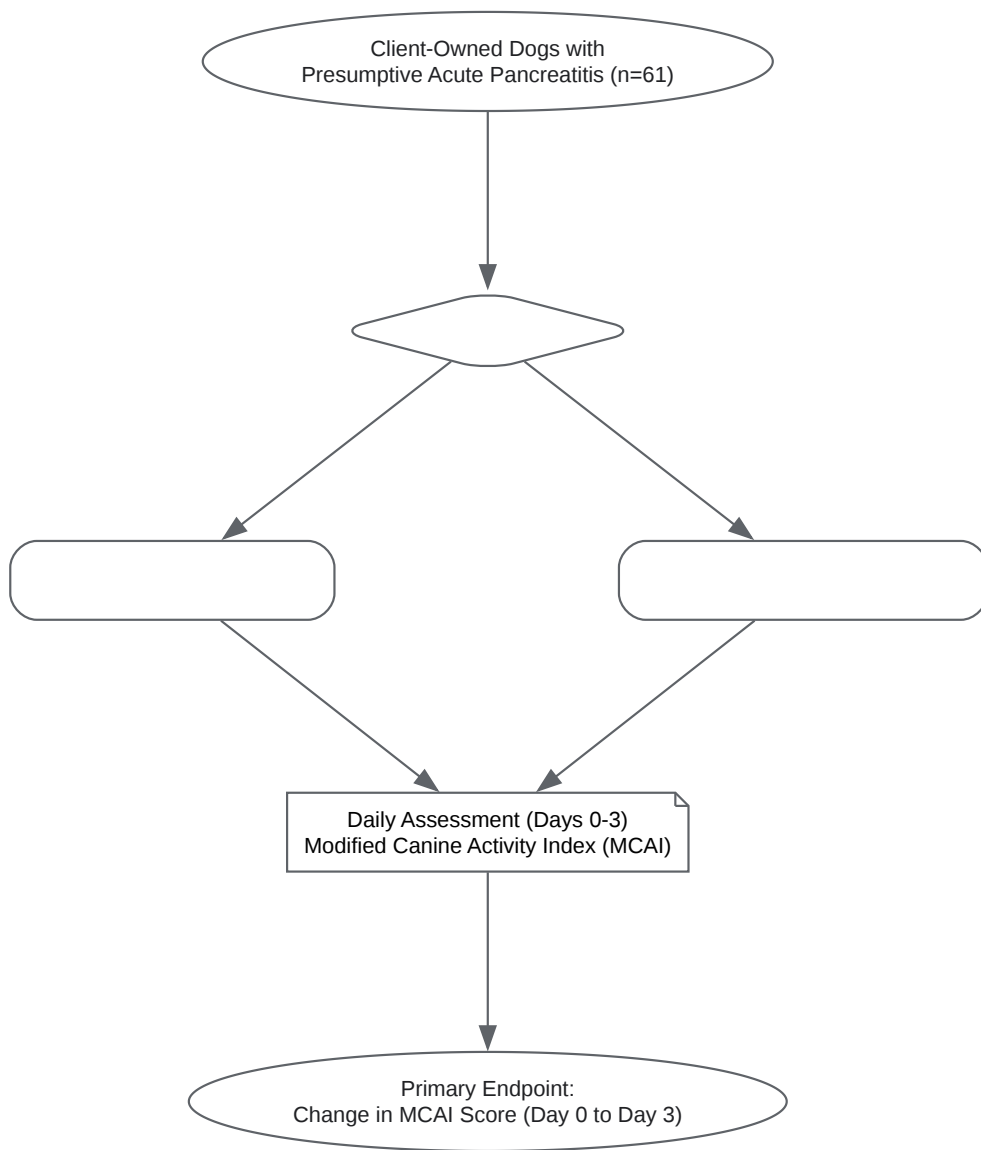 Client-Owned Dogs with
Presumptive Acute Pancreatitis (n=61)
Daily Assessment (Days 0-3)
Modified Canine Activity Index (MCAI)
Primary Endpoint:
Change in MCAI Score (Day 0 to Day 3)